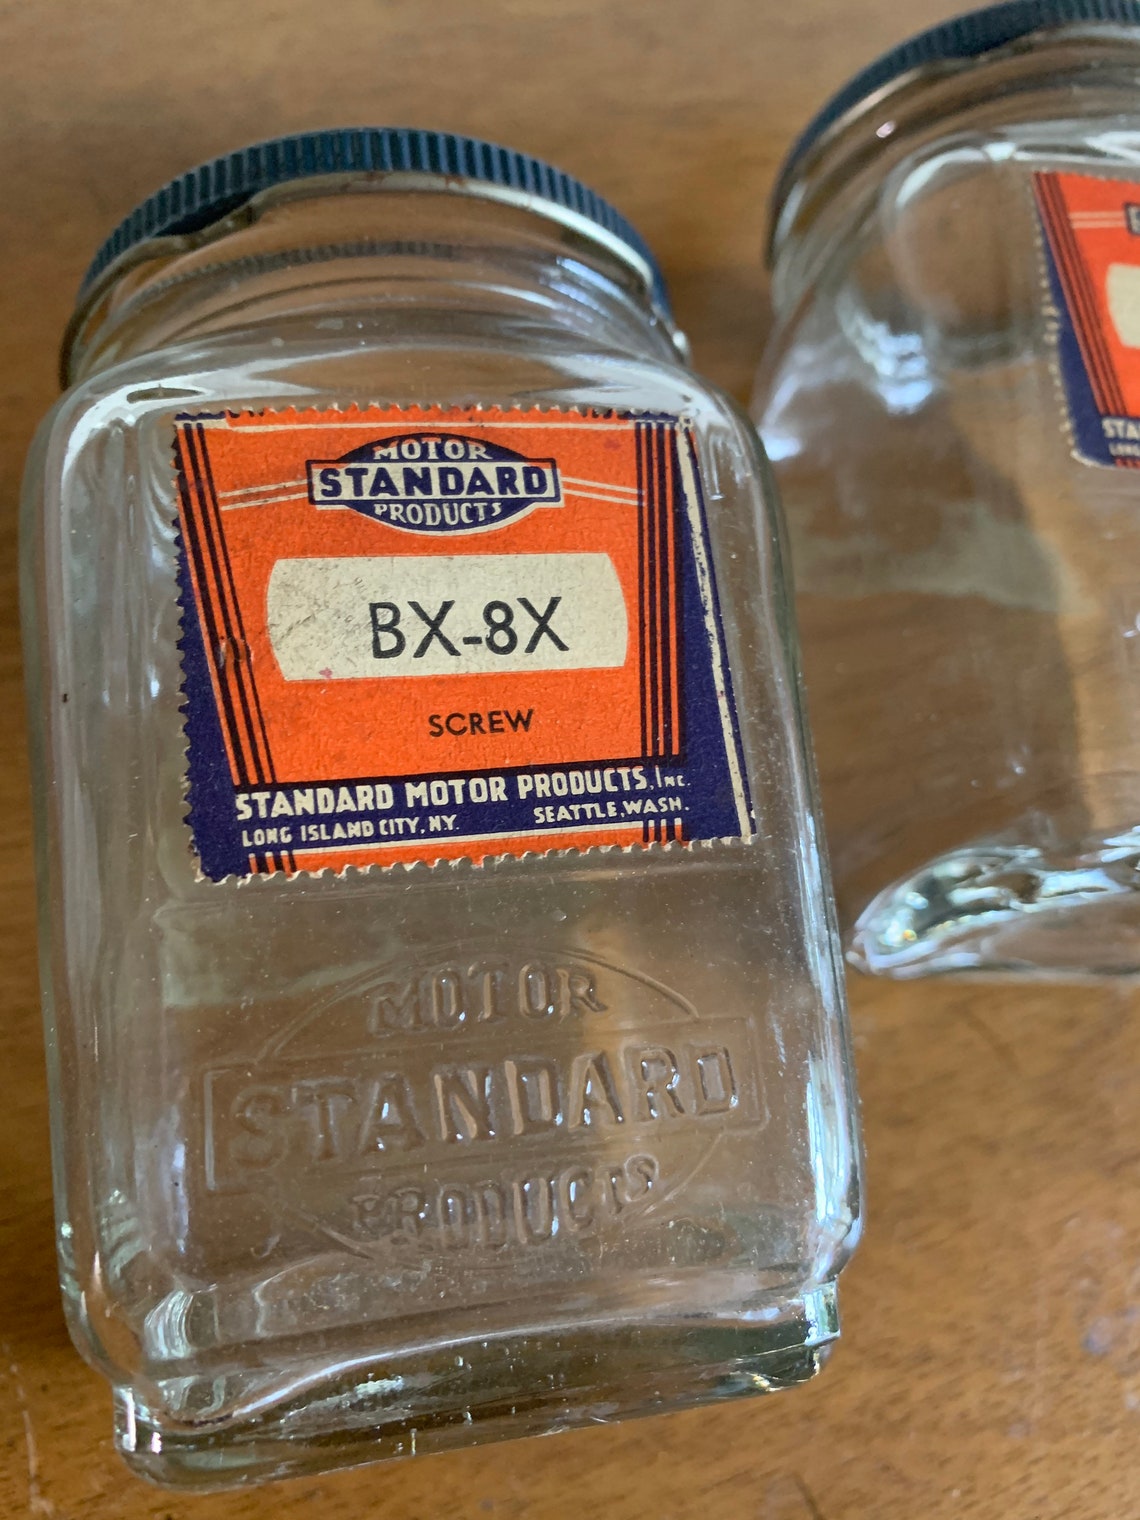 MOTOR
STANDARD
PRODUCTS
BX-8X
SCREW
STANDARD MOTOR PRODUCTS, INC.
LONG ISLAND CITY, N.Y. SEATTLE, WASH.
MOTOR
STANDARD
PRODUCTS